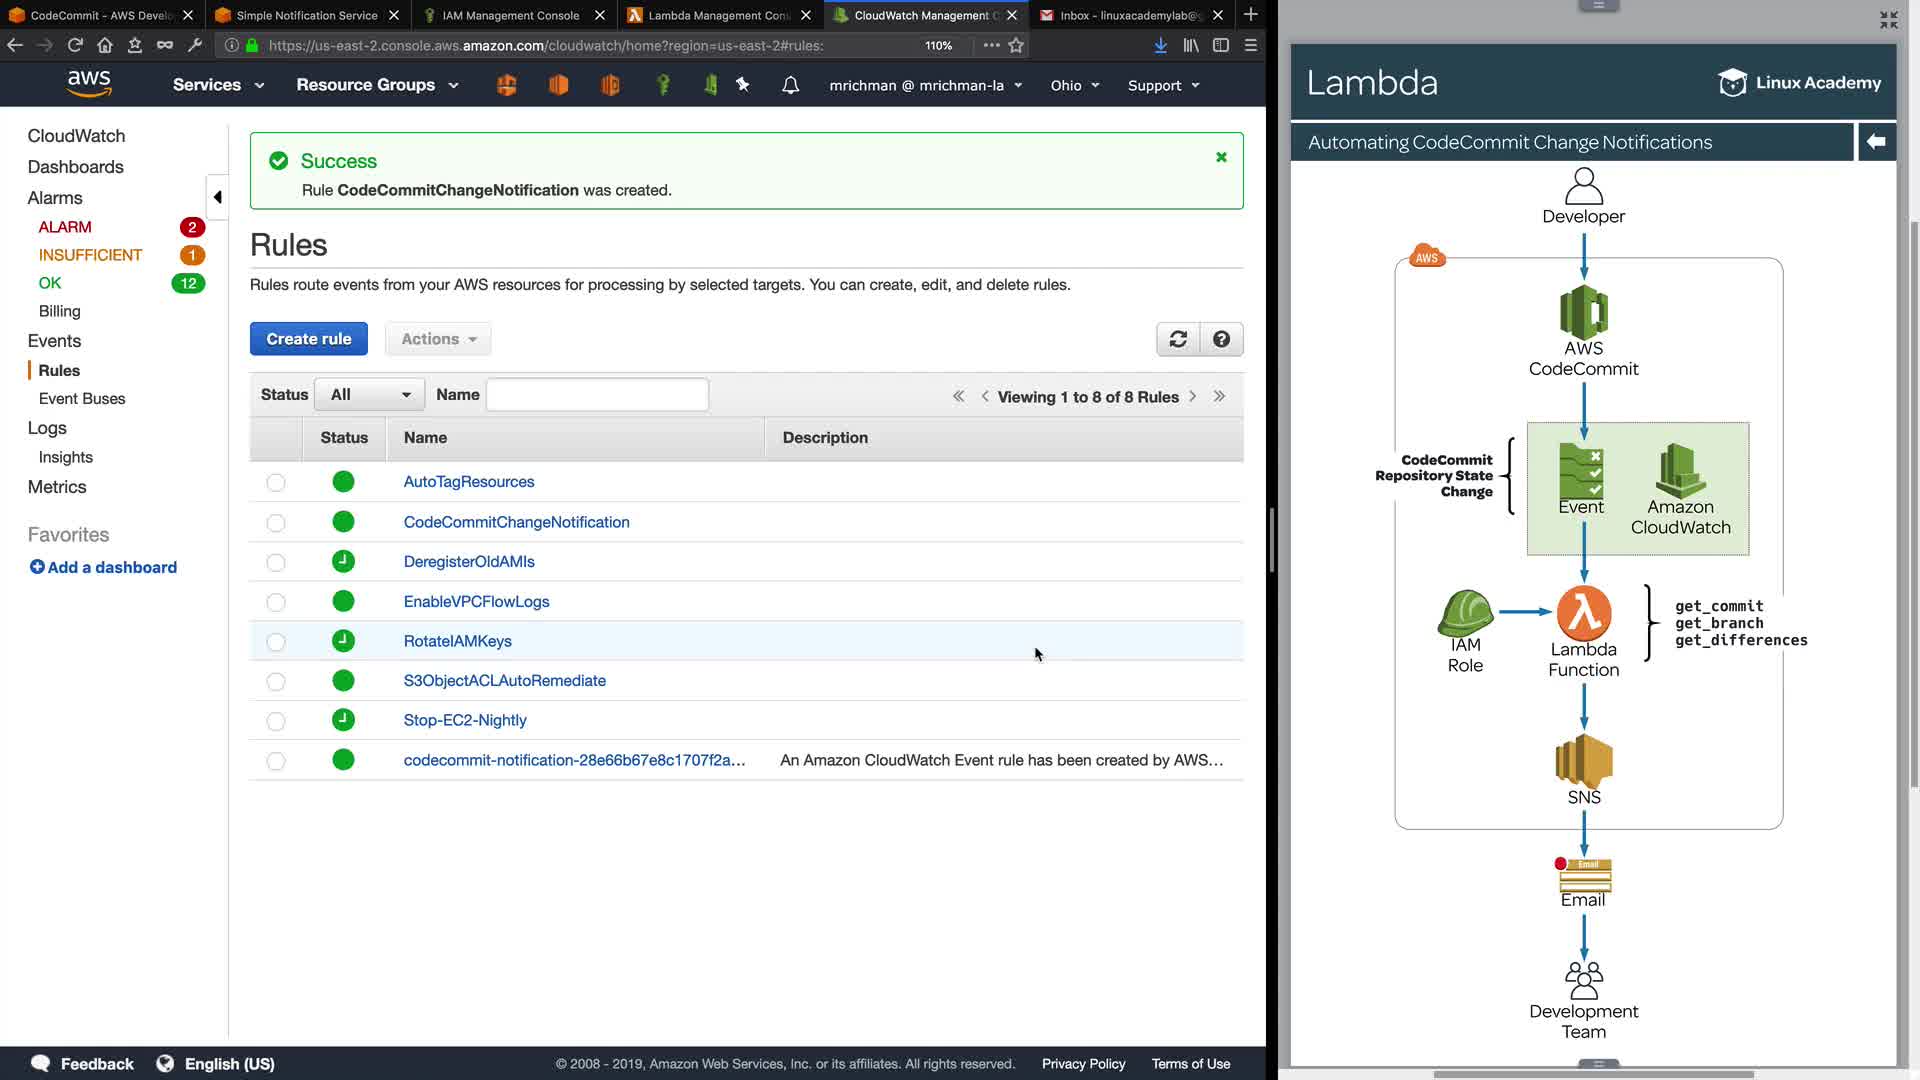 CodeCommit - AWS Develo
Simple Notification Service
IAM Management Console
Lambda Management Con
CloudWatch Management C
Inbox - linuxacademylab@g
https://us-east-2.console.aws.amazon.com/cloudwatch/home?region=us-east-2#rules:
110%
aws
Services
Resource Groups
mrichman @ mrichman-la
Ohio
Support
CloudWatch
Dashboards
Alarms
ALARM 2
INSUFFICIENT 1
OK 12
Billing
Events
Rules
Event Buses
Logs
Insights
Metrics
Favorites
Add a dashboard
Success
Rule CodeCommitChangeNotification was created.
Rules
Rules route events from your AWS resources for processing by selected targets. You can create, edit, and delete rules.
Create rule
Actions
Status All Name
Viewing 1 to 8 of 8 Rules
Status Name Description
AutoTagResources
CodeCommitChangeNotification
DeregisterOldAMIs
EnableVPCFlowLogs
RotateIAMKeys
S3ObjectACLAutoRemediate
Stop-EC2-Nightly
codecommit-notification-28e66b67e8c1707f2a... An Amazon CloudWatch Event rule has been created by AWS...
Feedback
English (US)
© 2008 - 2019, Amazon Web Services, Inc. or its affiliates. All rights reserved.
Privacy Policy
Terms of Use
Lambda
Linux Academy
Automating CodeCommit Change Notifications
Developer
AWS
AWS
CodeCommit
CodeCommit
Repository State
Change
Event
Amazon
CloudWatch
IAM
Role
Lambda
Function
get_commit
get_branch
get_differences
SNS
Email
Email
Development
Team